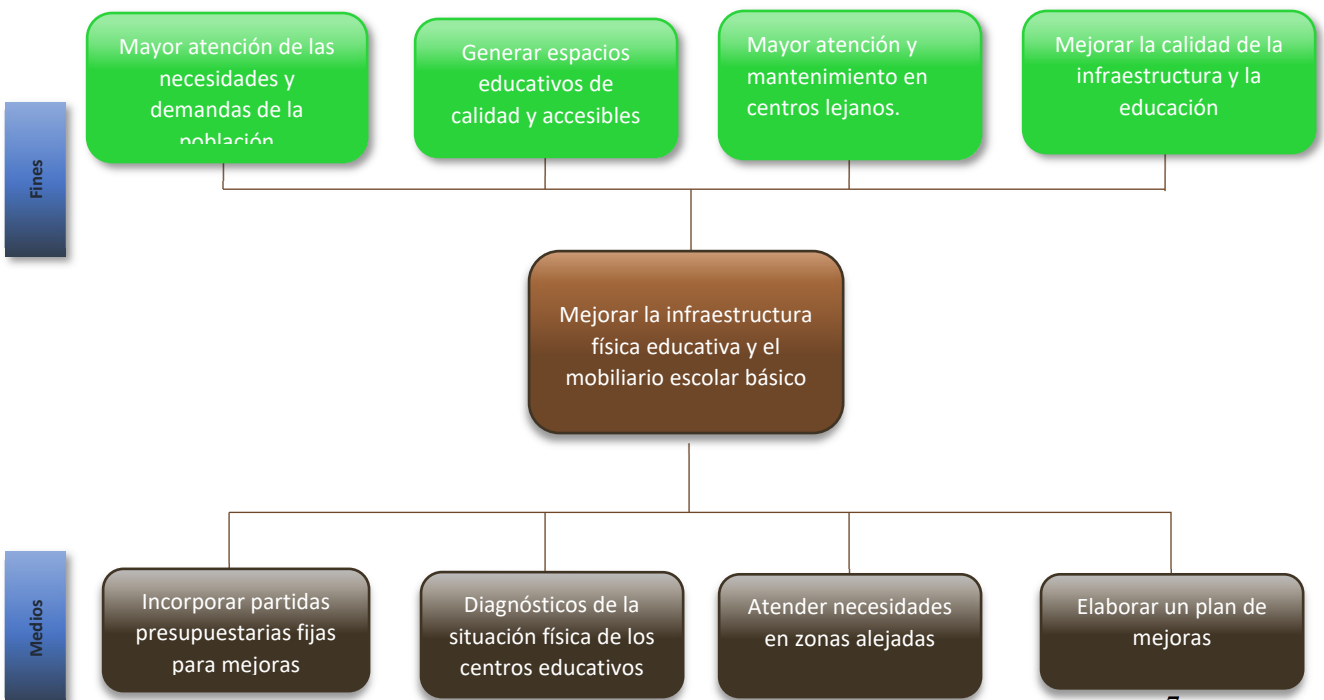 Mayor atención de las
necesidades y
demandas de la
población
Generar espacios
educativos de
calidad y accesibles
Mayor atención y
mantenimiento en
centros lejanos.
Mejorar la calidad de la
infraestructura y la
educación
Fines
Mejorar la infraestructura
física educativa y el
mobiliario escolar básico
Medios
Incorporar partidas
presupuestarias fijas
para mejoras
Diagnósticos de la
situación física de los
centros educativos
Atender necesidades
en zonas alejadas
Elaborar un plan de
mejoras